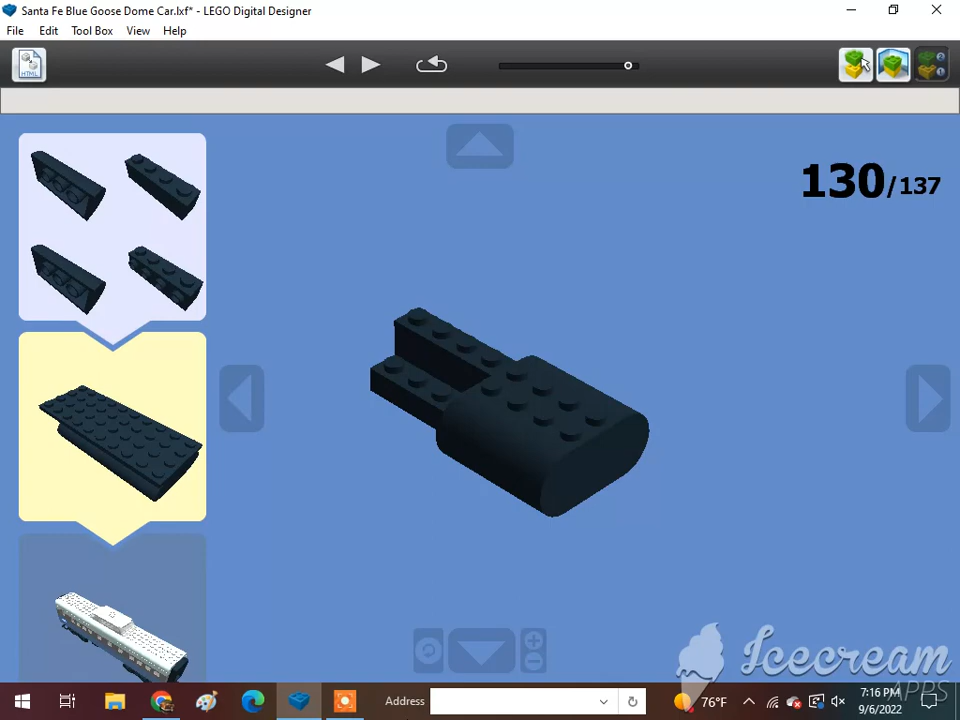 Santa Fe Blue Goose Dome Car.lxf* - LEGO Digital Designer
File Edit Tool Box View Help
HTML
130/137
Icecream
APPS
Address
76°F
7:16 PM
9/6/2022